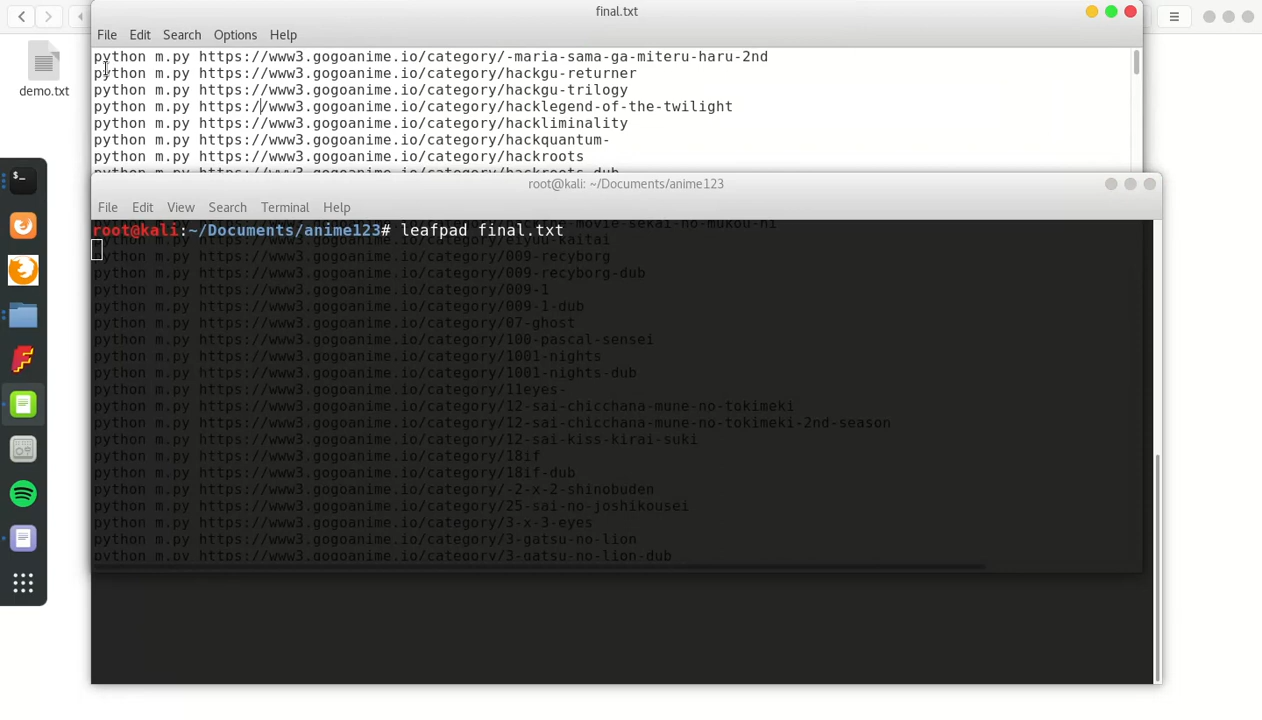 final.txt
File Edit Search Options Help
demo.txt
python m.py https://www3.gogoanime.io/category/-maria-sama-ga-miteru-haru-2nd
python m.py https://www3.gogoanime.io/category/hackgu-returner
python m.py https://www3.gogoanime.io/category/hackgu-trilogy
python m.py https://www3.gogoanime.io/category/hacklegend-of-the-twilight
python m.py https://www3.gogoanime.io/category/hackliminality
python m.py https://www3.gogoanime.io/category/hackquantum-
python m.py https://www3.gogoanime.io/category/hackroots
python m.py https://www3.gogoanime.io/category/hackroots-dub
root@kali: ~/Documents/anime123
File Edit View Search Terminal Help
root@kali:~/Documents/anime123# leafpad final.txt
python m.py https://www3.gogoanime.io/category/eiyuu-kaitai
python m.py https://www3.gogoanime.io/category/009-recyborg
python m.py https://www3.gogoanime.io/category/009-recyborg-dub
python m.py https://www3.gogoanime.io/category/009-1
python m.py https://www3.gogoanime.io/category/009-1-dub
python m.py https://www3.gogoanime.io/category/07-ghost
python m.py https://www3.gogoanime.io/category/100-pascal-sensei
python m.py https://www3.gogoanime.io/category/1001-nights
python m.py https://www3.gogoanime.io/category/1001-nights-dub
python m.py https://www3.gogoanime.io/category/11eyes-
python m.py https://www3.gogoanime.io/category/12-sai-chicchana-mune-no-tokimeki
python m.py https://www3.gogoanime.io/category/12-sai-chicchana-mune-no-tokimeki-2nd-season
python m.py https://www3.gogoanime.io/category/12-sai-kiss-kirai-suki
python m.py https://www3.gogoanime.io/category/18if
python m.py https://www3.gogoanime.io/category/18if-dub
python m.py https://www3.gogoanime.io/category/-2-x-2-shinobuden
python m.py https://www3.gogoanime.io/category/25-sai-no-joshikousei
python m.py https://www3.gogoanime.io/category/3-x-3-eyes
python m.py https://www3.gogoanime.io/category/3-gatsu-no-lion
python m.py https://www3.gogoanime.io/category/3-gatsu-no-lion-dub